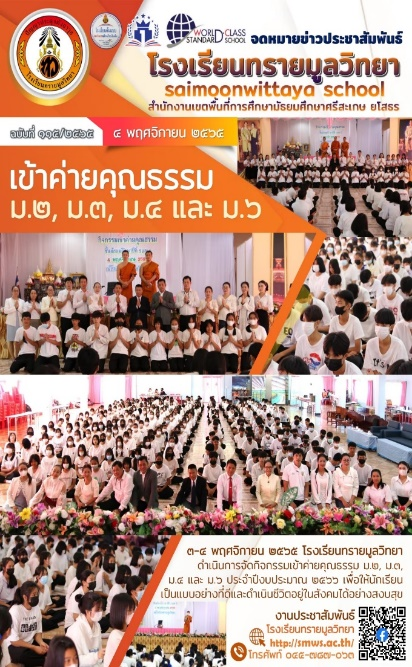 WORLD CLASS
STANDARD SCHOOL
จดหมายข่าวประชาสัมพันธ์
โรงเรียนทรายมูลวิทยา
saimoonwittaya school
สำนักงานเขตพื้นที่การศึกษามัธยมศึกษาศรีสะเกษ ยโสธร
ฉบับที่ ๑๑๕/๒๕๖๕
๔ พฤศจิกายน ๒๕๖๕
เข้าค่ายคุณธรรม
ม.๒, ม.๓, ม.๔ และ ม.๖
๓-๔ พฤศจิกายน ๒๕๖๕ โรงเรียนทรายมูลวิทยา
ดำเนินการจัดกิจกรรมเข้าค่ายคุณธรรม ม.๒, ม.๓,
ม.๔ และ ม.๖ ประจำปีงบประมาณ ๒๕๖๖ เพื่อให้นักเรียน
เป็นแบบอย่างที่ดีและดำเนินชีวิตอยู่ในสังคมได้อย่างสงบสุข
งานประชาสัมพันธ์
โรงเรียนทรายมูลวิทยา
http://smws.ac.th/
โทรศัพท์ ๐๔๕-๗๘๗-๐๖๓